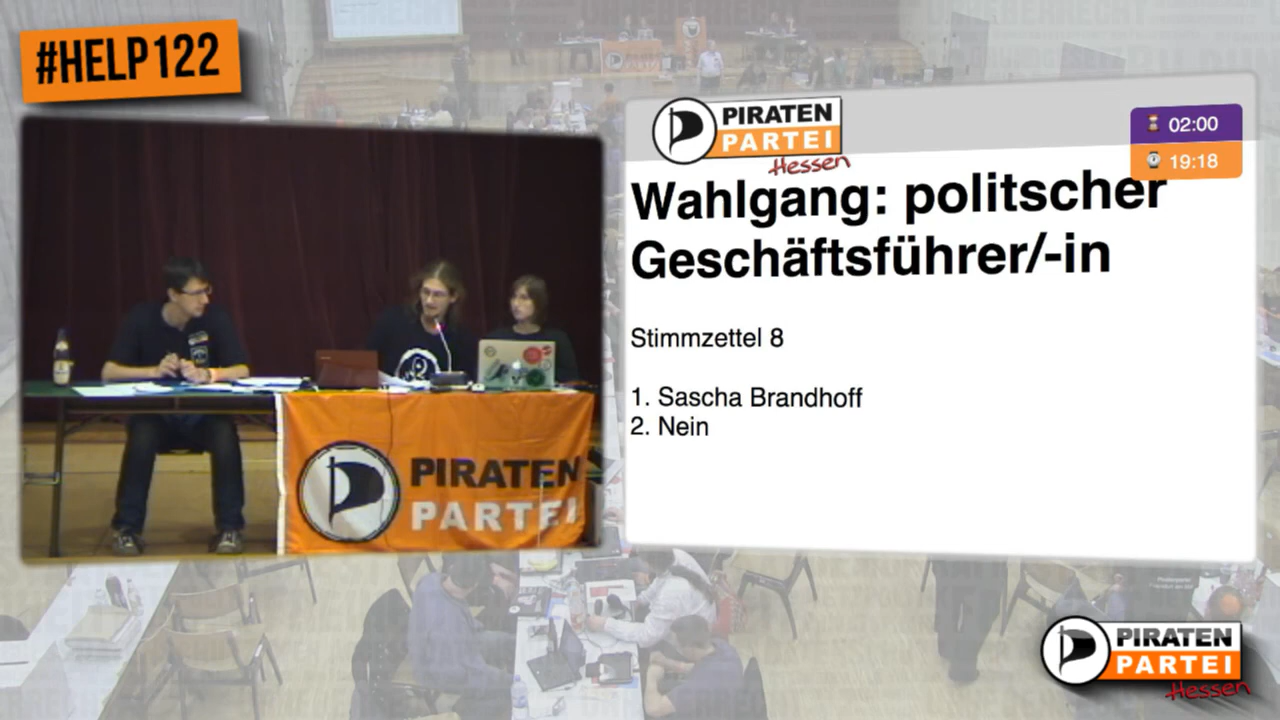 #HELP122
PIRATEN
PARTEI
Hessen
02:00
19:18
Wahlgang: politscher
Geschäftsführer/-in
Stimmzettel 8
1. Sascha Brandhoff
2. Nein
PIRATEN
PARTEI
PIRATEN
PARTEI
Hessen